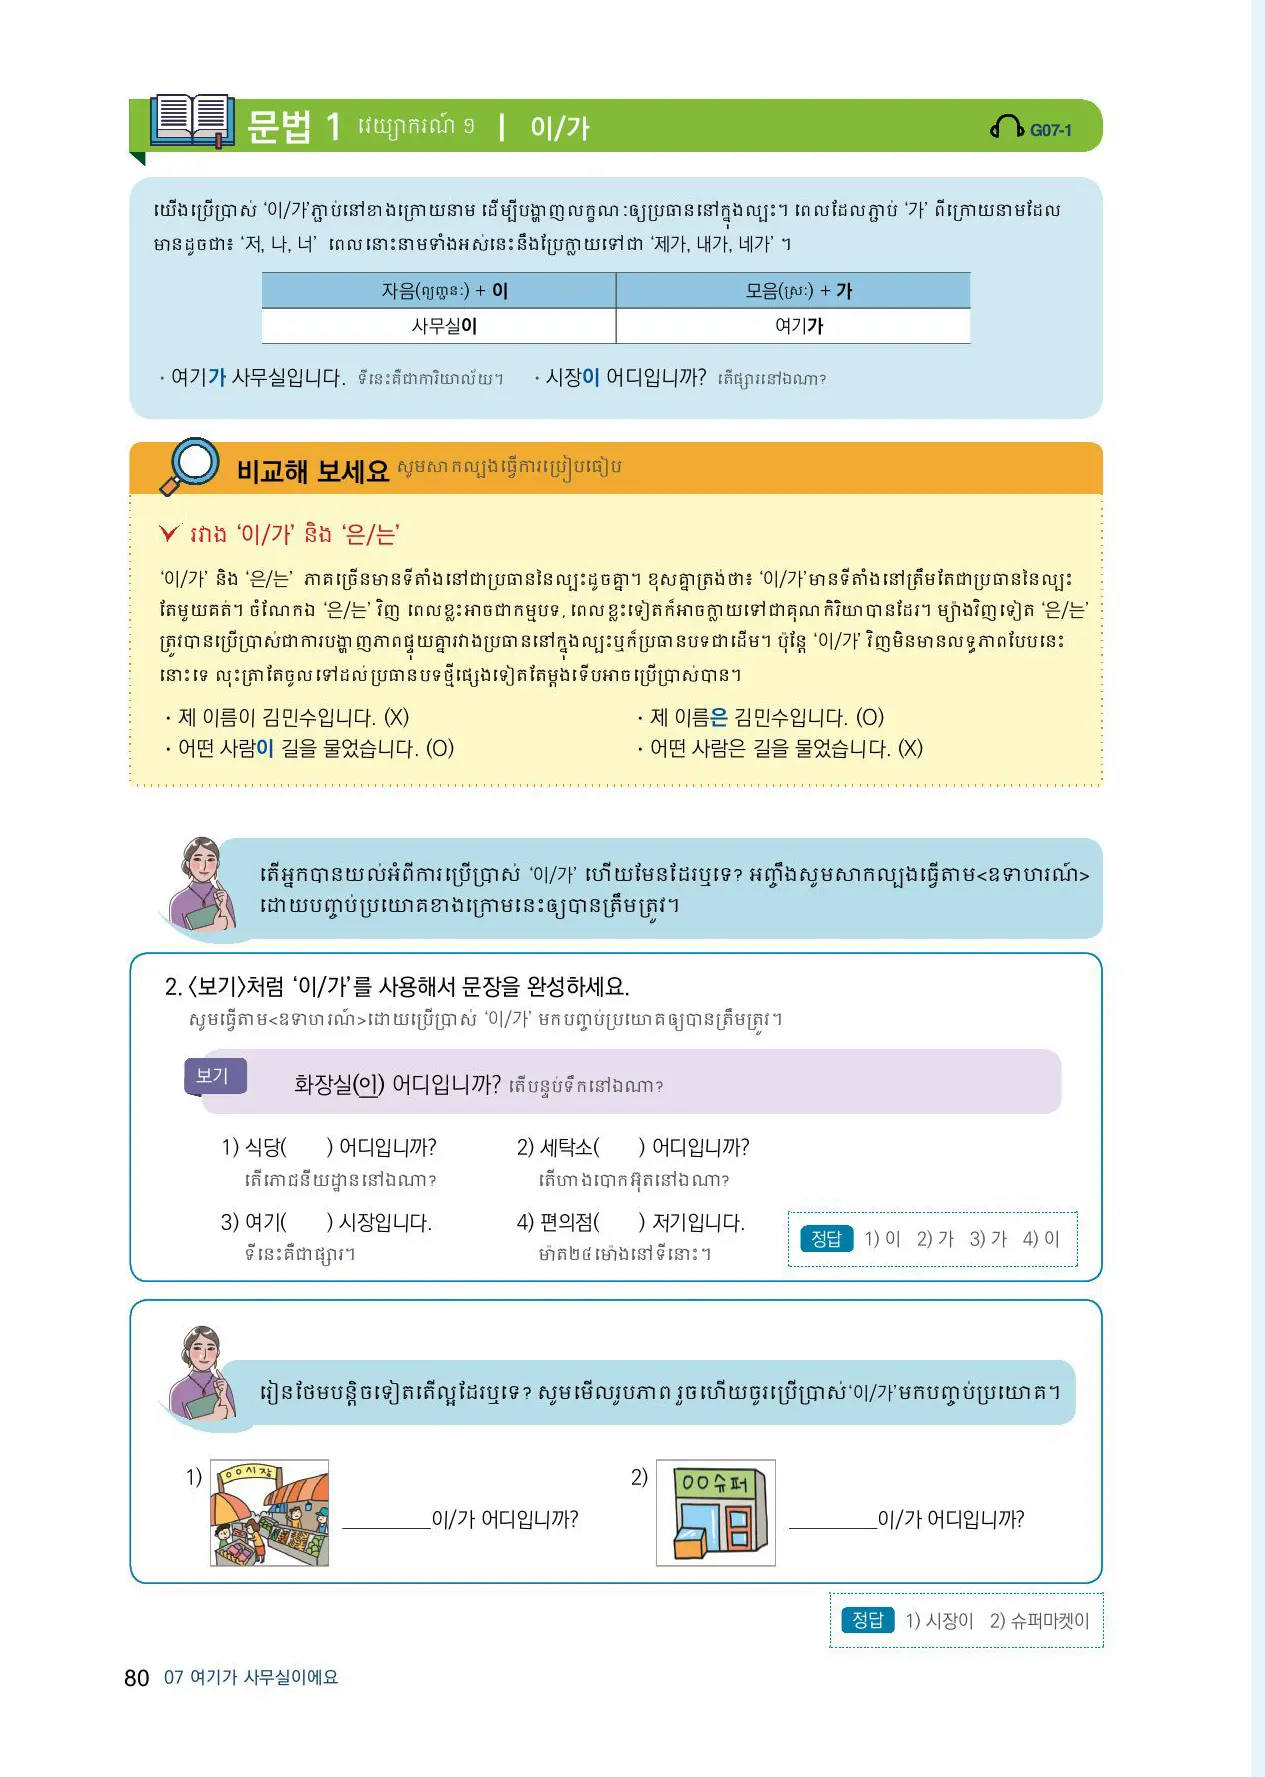 문법 1 វេយ្យាករណ៍ ១ | 이/가
G07-1
យើងប្រើប្រាស់ ‘이/가’ភ្ជាប់នៅខាងក្រោយនាម ដើម្បីបង្ហាញលក្ខណៈឲ្យប្រធាននៅក្នុងល្បះ។ ពេលដែលភ្ជាប់ ‘가’ ពីក្រោយនាមដែល
មានដូចជា៖ ‘저, 나, 너’ ពេលនោះនាមទាំងអស់នេះនឹងប្រែក្លាយទៅជា ‘제가, 내가, 네가’ ។
자음(ព្យញ្ជនៈ) + 이 모음(ស្រៈ) + 가
사무실이 여기가
· 여기가 사무실입니다. ទីនេះគឺជាការិយាល័យ។ · 시장이 어디입니까? តើផ្សារនៅឯណា?
비교해 보세요 សូមសាកល្បងធ្វើការប្រៀបធៀប
រវាង ‘이/가’ និង ‘은/는’
‘이/가’ និង ‘은/는’ ភាគច្រើនមានទីតាំងនៅជាប្រធាននៃល្បះដូចគ្នា។ ខុសគ្នាត្រង់ថា៖ ‘이/가’មានទីតាំងនៅត្រឹមតែជាប្រធាននៃល្បះ
តែមួយគត់។ ចំណែកឯ ‘은/는’ វិញ ពេលខ្លះអាចជាកម្មបទ, ពេលខ្លះទៀតក៏អាចក្លាយទៅជាគុណកិរិយាបានដែរ។ ម្យ៉ាងវិញទៀត ‘은/는’
ត្រូវបានប្រើប្រាស់ជាការបង្ហាញភាពផ្ទុយគ្នារវាងប្រធាននៅក្នុងល្បះឬក៏ប្រធានបទជាដើម។ ប៉ុន្តែ ‘이/가’ វិញមិនមានលទ្ធភាពបែបនេះ
នោះទេ លុះត្រាតែចូលទៅដល់ប្រធានបទថ្មីផ្សេងទៀតតែម្តងទើបអាចប្រើប្រាស់បាន។
· 제 이름이 김민수입니다. (X) · 제 이름은 김민수입니다. (O)
· 어떤 사람이 길을 물었습니다. (O) · 어떤 사람은 길을 물었습니다. (X)
តើអ្នកបានយល់អំពីការប្រើប្រាស់ ‘이/가’ ហើយមែនដែរឬទេ? អញ្ចឹងសូមសាកល្បងធ្វើតាម<ឧទាហរណ៍>
ដោយបញ្ចាប់ប្រយោគខាងក្រោមនេះឲ្យបានត្រឹមត្រូវ។
2. 〈보기〉처럼 ‘이/가’를 사용해서 문장을 완성하세요.
សូមធ្វើតាម<ឧទាហរណ៍>ដោយប្រើប្រាស់ ‘이/가’ មកបញ្ចប់ប្រយោគឲ្យបានត្រឹមត្រូវ។
보기 화장실(이) 어디입니까? តើបន្ទប់ទឹកនៅឯណា?
1) 식당( ) 어디입니까? 2) 세탁소( ) 어디입니까?
តើភោជនីយដ្ឋាននៅឯណា? តើហាងបោកអ៊ុតនៅឯណា?
3) 여기( ) 시장입니다. 4) 편의점( ) 저기입니다.
ទីនេះគឺជាផ្សារ។ ម៉ាត២៤ម៉ោងនៅទីនោះ។
정답 1) 이 2) 가 3) 가 4) 이
រៀនថែមបន្តិចទៀតតើល្អដែរឬទេ? សូមមើលរូបភាព រួចហើយចូរប្រើប្រាស់‘이/가’មកបញ្ចប់ប្រយោគ។
1) ㅇㅇ시장 ________이/가 어디입니까? 2) ㅇㅇ슈퍼 ________이/가 어디입니까?
정답 1) 시장이 2) 슈퍼마켓이
80 07 여기가 사무실이에요